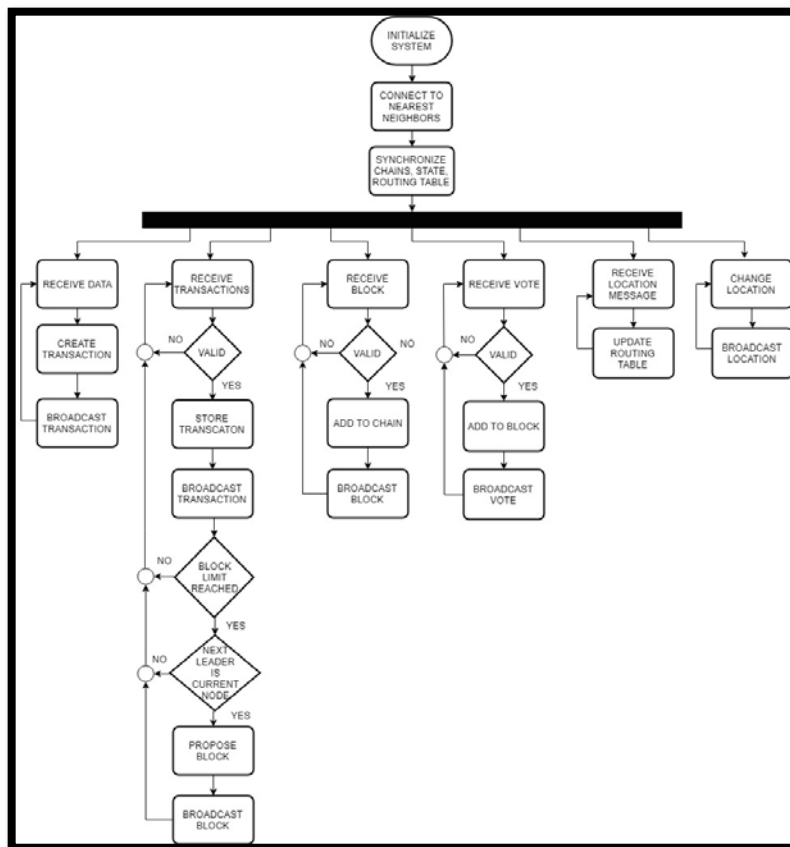 INITIALIZE
SYSTEM
CONNECT TO
NEAREST
NEIGHBORS
SYNCHRONIZE
CHAINS, STATE,
ROUTING TABLE
RECEIVE DATA
CREATE
TRANSACTION
BROADCAST
TRANSACTION
RECEIVE
TRANSACTIONS
NO
VALID
YES
STORE
TRANSCATON
BROADCAST
TRANSACTION
NO
BLOCK
LIMIT
REACHED
YES
NO
NEXT
LEADER
IS
CURRENT
NODE
YES
PROPOSE
BLOCK
BROADCAST
BLOCK
RECEIVE
BLOCK
NO
VALID
NO
YES
ADD TO CHAIN
BROADCAST
BLOCK
RECEIVE VOTE
NO
VALID
YES
ADD TO BLOCK
BROADCAST
VOTE
RECEIVE
LOCATION
MESSAGE
UPDATE
ROUTING
TABLE
CHANGE
LOCATION
BROADCAST
LOCATION